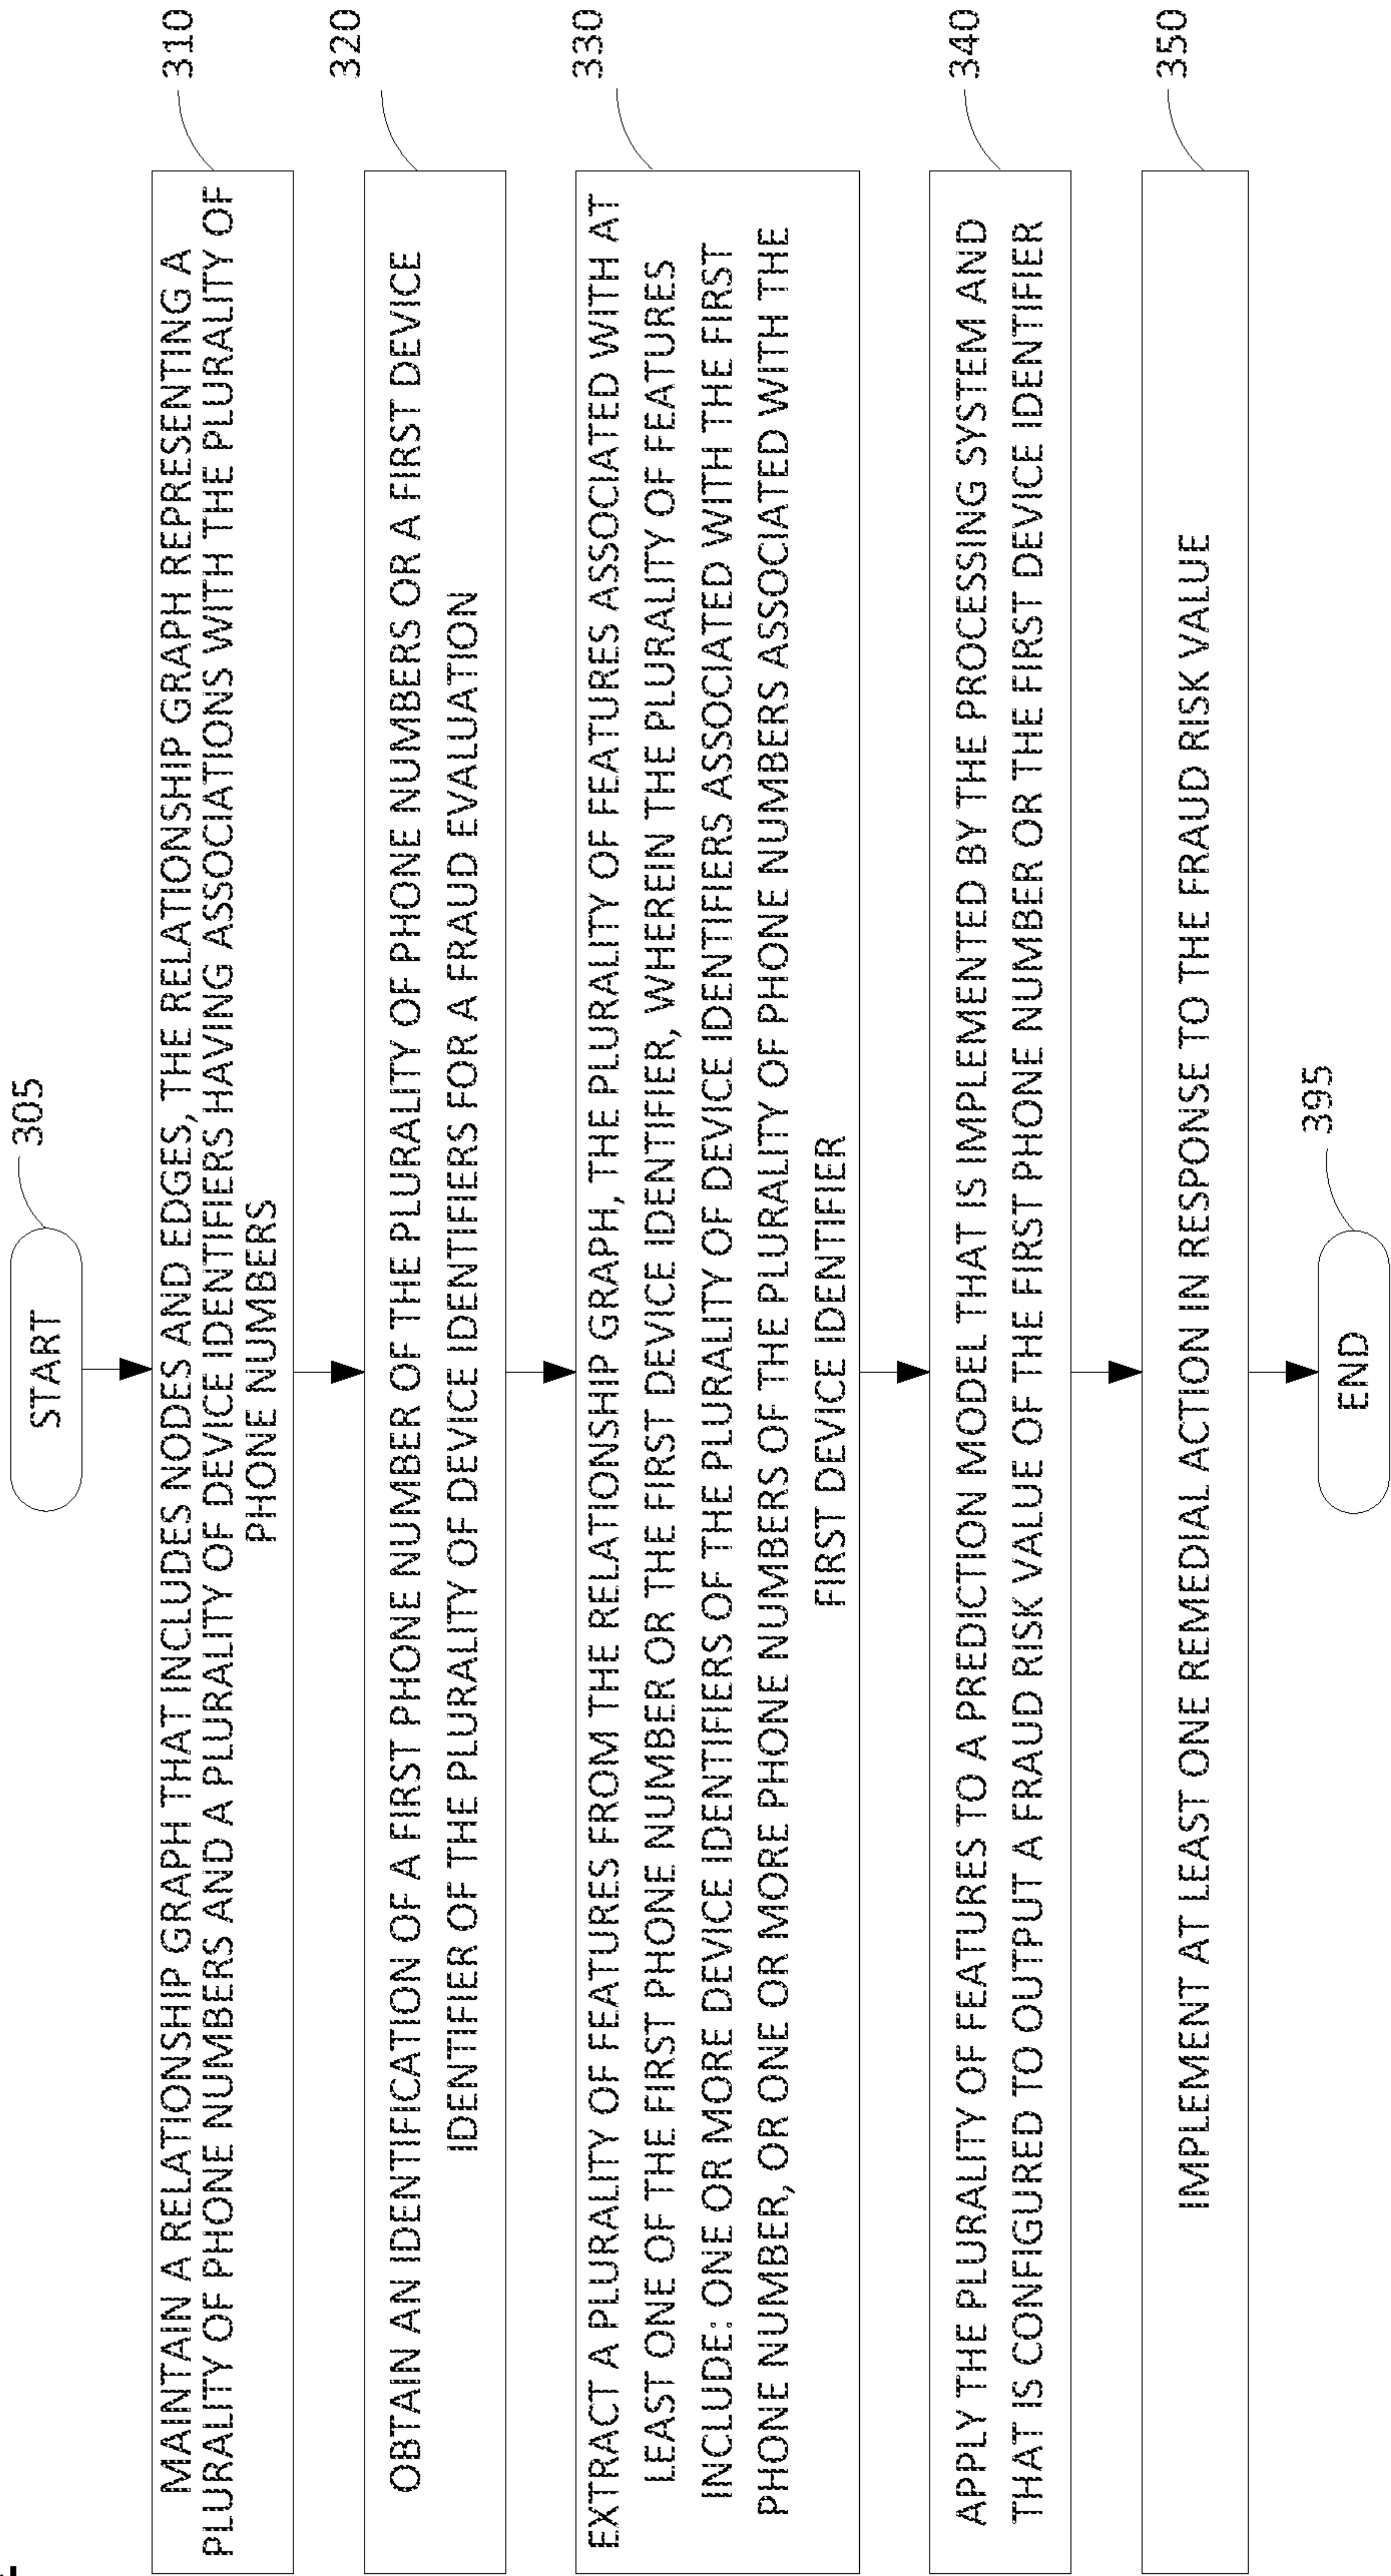 START
305
MAINTAIN A RELATIONSHIP GRAPH THAT INCLUDES NODES AND EDGES, THE RELATIONSHIP GRAPH REPRESENTING A
PLURALITY OF PHONE NUMBERS AND A PLURALITY OF DEVICE IDENTIFIERS HAVING ASSOCIATIONS WITH THE PLURALITY OF
PHONE NUMBERS
310
OBTAIN AN IDENTIFICATION OF A FIRST PHONE NUMBER OF THE PLURALITY OF PHONE NUMBERS OR A FIRST DEVICE
IDENTIFIER OF THE PLURALITY OF DEVICE IDENTIFIERS FOR A FRAUD EVALUATION
320
EXTRACT A PLURALITY OF FEATURES FROM THE RELATIONSHIP GRAPH, THE PLURALITY OF FEATURES ASSOCIATED WITH AT
LEAST ONE OF THE FIRST PHONE NUMBER OR THE FIRST DEVICE IDENTIFIER, WHEREIN THE PLURALITY OF FEATURES
INCLUDE: ONE OR MORE DEVICE IDENTIFIERS OF THE PLURALITY OF DEVICE IDENTIFIERS ASSOCIATED WITH THE FIRST
PHONE NUMBER, OR ONE OR MORE PHONE NUMBERS OF THE PLURALITY OF PHONE NUMBERS ASSOCIATED WITH THE
FIRST DEVICE IDENTIFIER
330
APPLY THE PLURALITY OF FEATURES TO A PREDICTION MODEL THAT IS IMPLEMENTED BY THE PROCESSING SYSTEM AND
THAT IS CONFIGURED TO OUTPUT A FRAUD RISK VALUE OF THE FIRST PHONE NUMBER OR THE FIRST DEVICE IDENTIFIER
340
IMPLEMENT AT LEAST ONE REMEDIAL ACTION IN RESPONSE TO THE FRAUD RISK VALUE
350
END
395